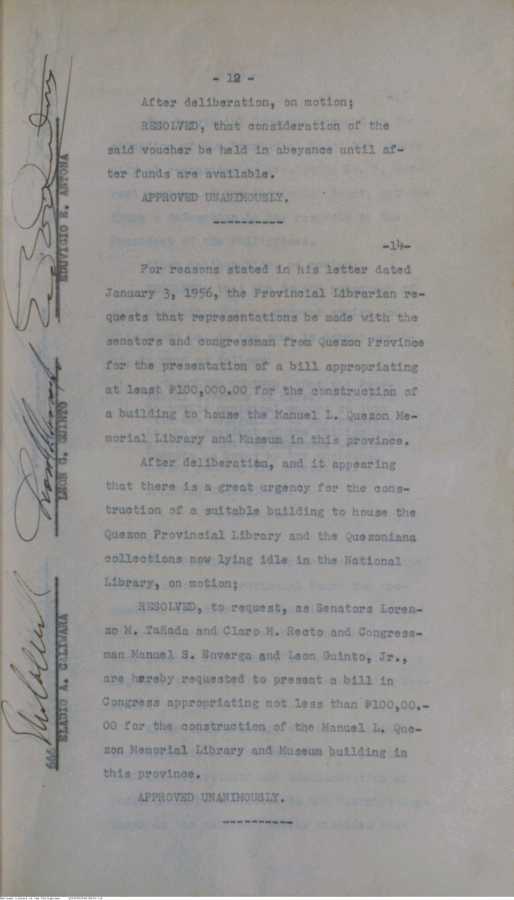 - 12 -
After deliberation, on motion;
RESOLVED, that consideration of the
said voucher be held in abeyance until af-
ter funds are available.
APPROVED UNANIMOUSLY.
-----------
-14-
For reasons stated in his letter dated
January 3, 1956, the Provincial Librarian re-
quests that representations be made with the
senators and congressman from Quezon Province
for the presentation of a bill appropriating
at least ₱100,000.00 for the construction of
a building to house the Manuel L. Quezon Me-
morial Library and Museum in this province.
After deliberation, and it appearing
that there is a great urgency for the cons-
truction of a suitable building to house the
Quezon Provincial Library and the Quezoniana
collections now lying idle in the National
Library, on motion;
RESOLVED, to request, as Senators Loren-
zo M. Tañada and Claro M. Recto and Congress-
man Manuel S. Enverga and Leon Guinto, Jr.,
are hereby requested to present a bill in
Congress appropriating not less than ₱100,00.-
00 for the construction of the Manuel L. Que-
zon Memorial Library and Museum building in
this province.
APPROVED UNANIMOUSLY.
-----------
EDUVIGIO E. ANTONA
LEON G. GUINTO
ELADIO A. CALIWARA